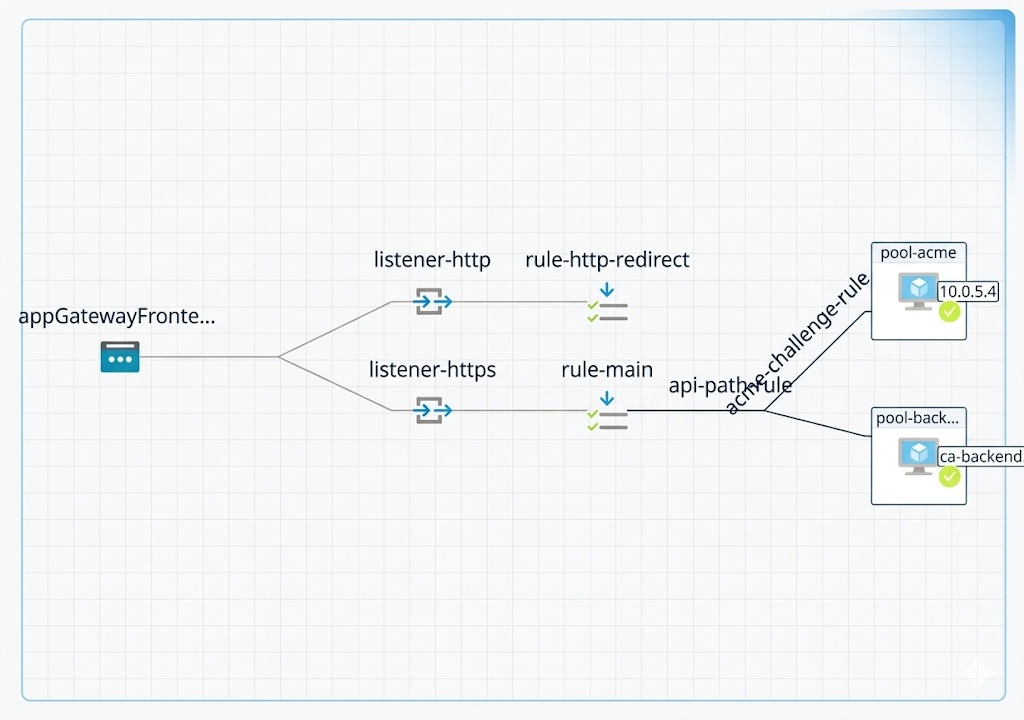 listener-http
rule-http-redirect
pool-acme
10.0.5.4
appGatewayFronte...
acme-challenge-rule
listener-https
rule-main
api-path-rule
pool-back...
ca-backend.